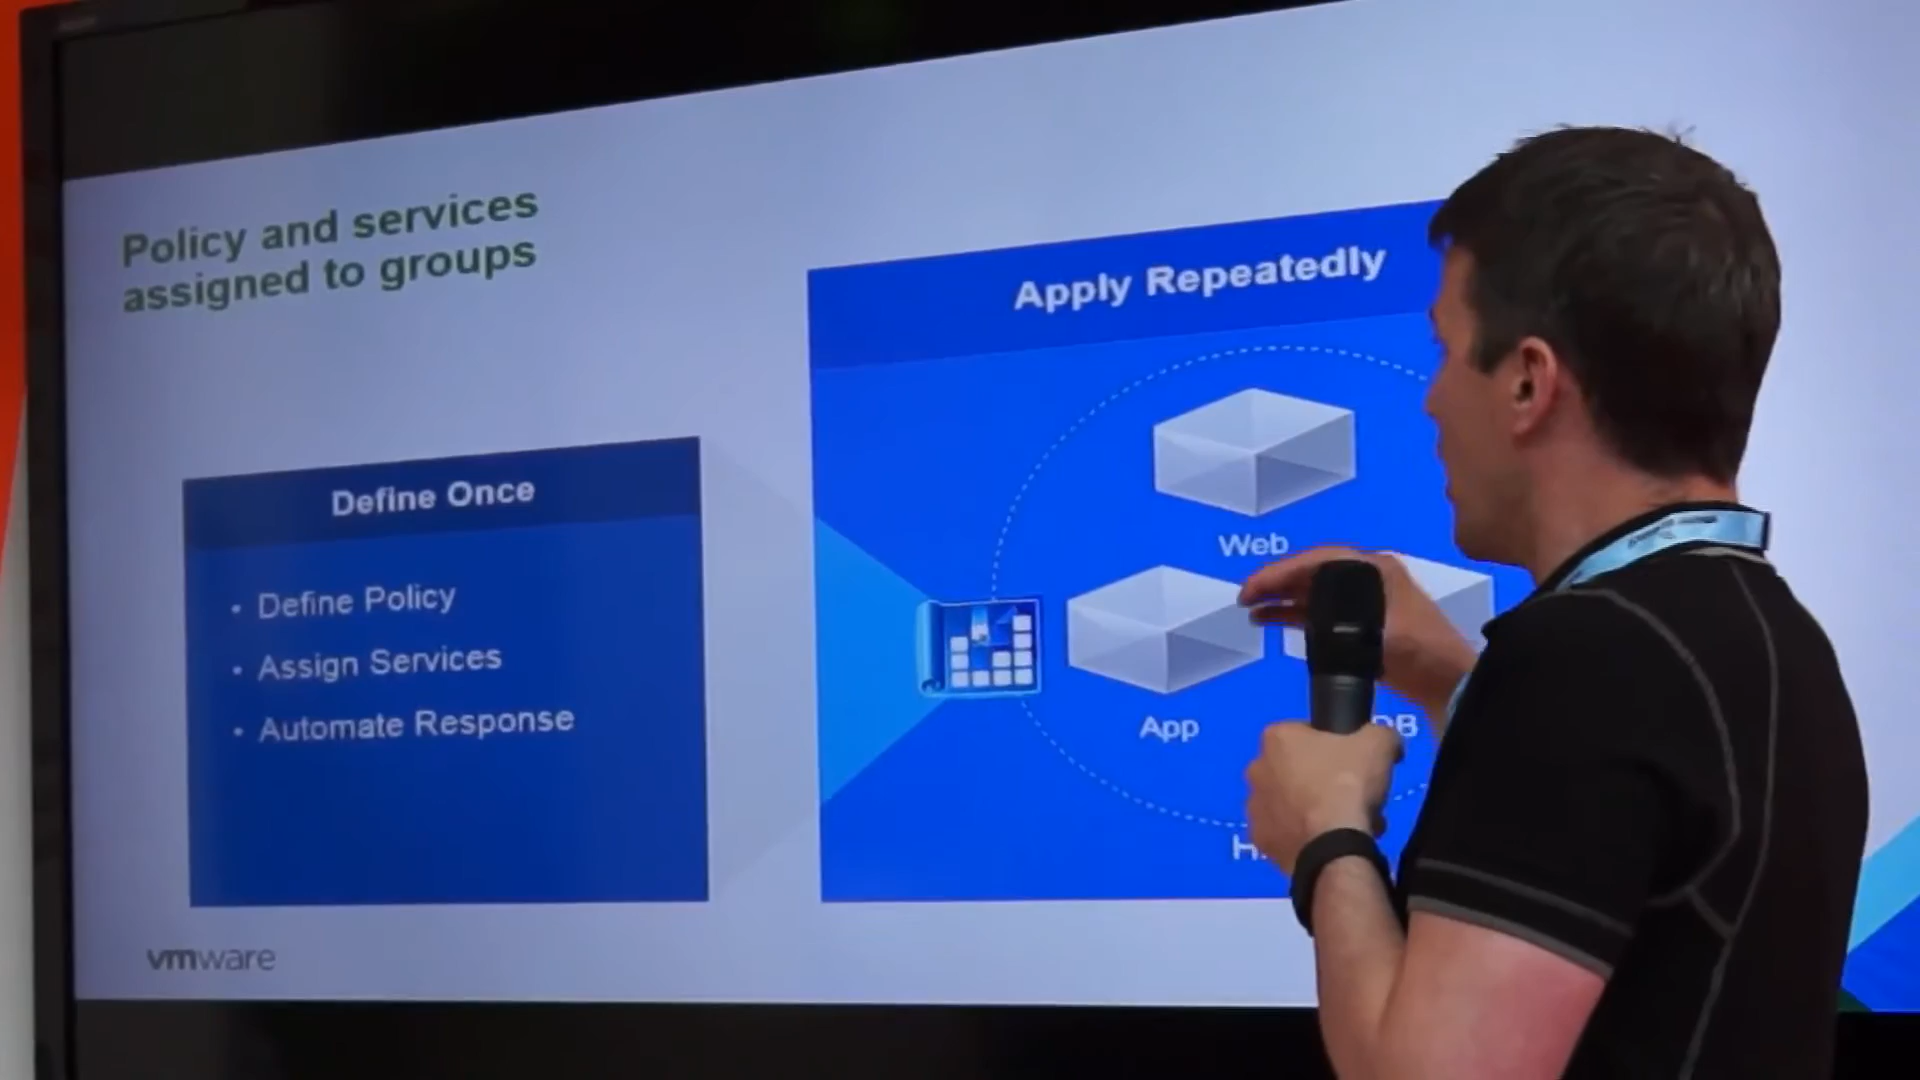 Policy and services
assigned to groups
Define Once
• Define Policy
• Assign Services
• Automate Response
Apply Repeatedly
Web
App
DB
vmware